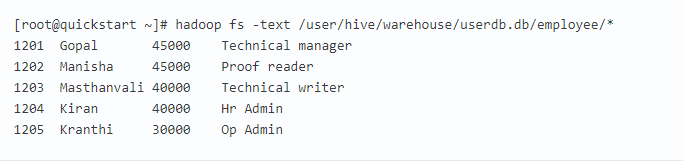 [root@quickstart ~]# hadoop fs -text /user/hive/warehouse/userdb.db/employee/*
1201  Gopal       45000    Technical manager
1202  Manisha     45000    Proof reader
1203  Masthanvali 40000    Technical writer
1204  Kiran       40000    Hr Admin
1205  Kranthi     30000    Op Admin